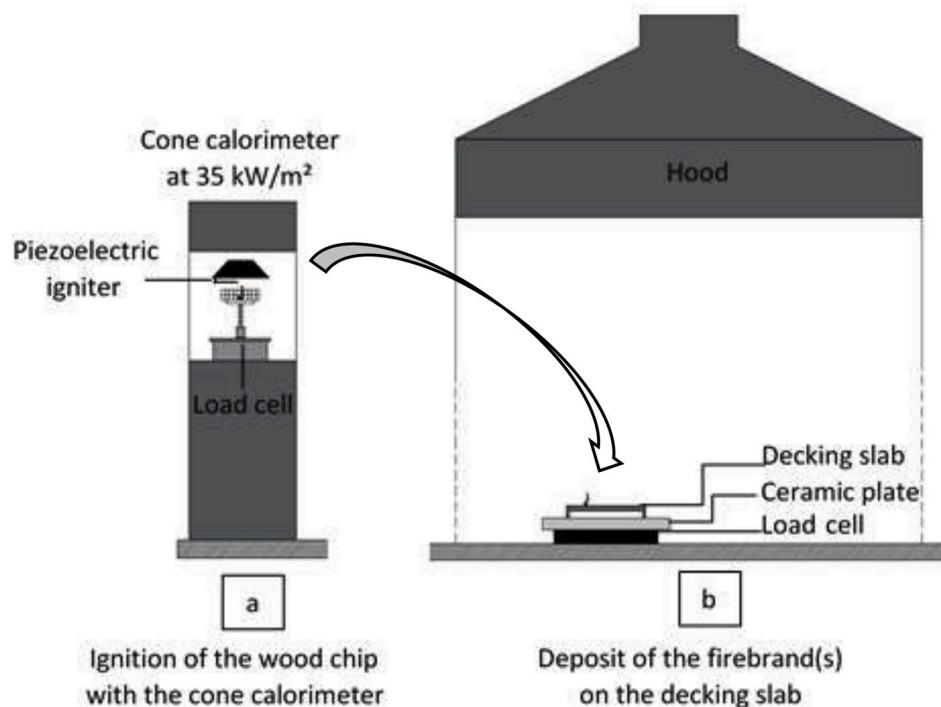 Cone calorimeter
at 35 kW/m²
Piezoelectric
igniter
Load cell
a
Ignition of the wood chip
with the cone calorimeter
Hood
Decking slab
Ceramic plate
Load cell
b
Deposit of the firebrand(s)
on the decking slab